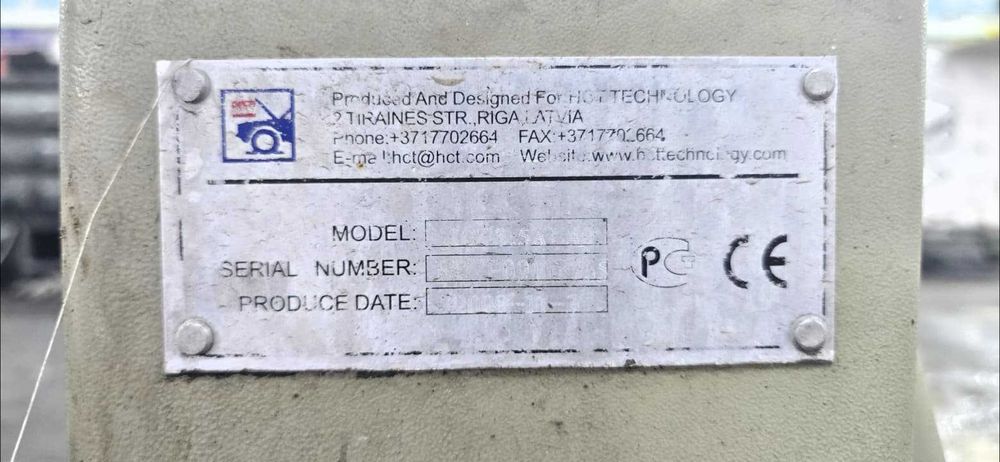 Produced And Designed For HCT TECHNOLOGY
2 TIRAINES STR.,RIGA,LATVIA
Phone:+3717702664 FAX:+3717702664
E-mail:hct@hct.com Website:www.hcttechnology.com
MODEL:
SERIAL NUMBER:
PRODUCE DATE:
РС CE